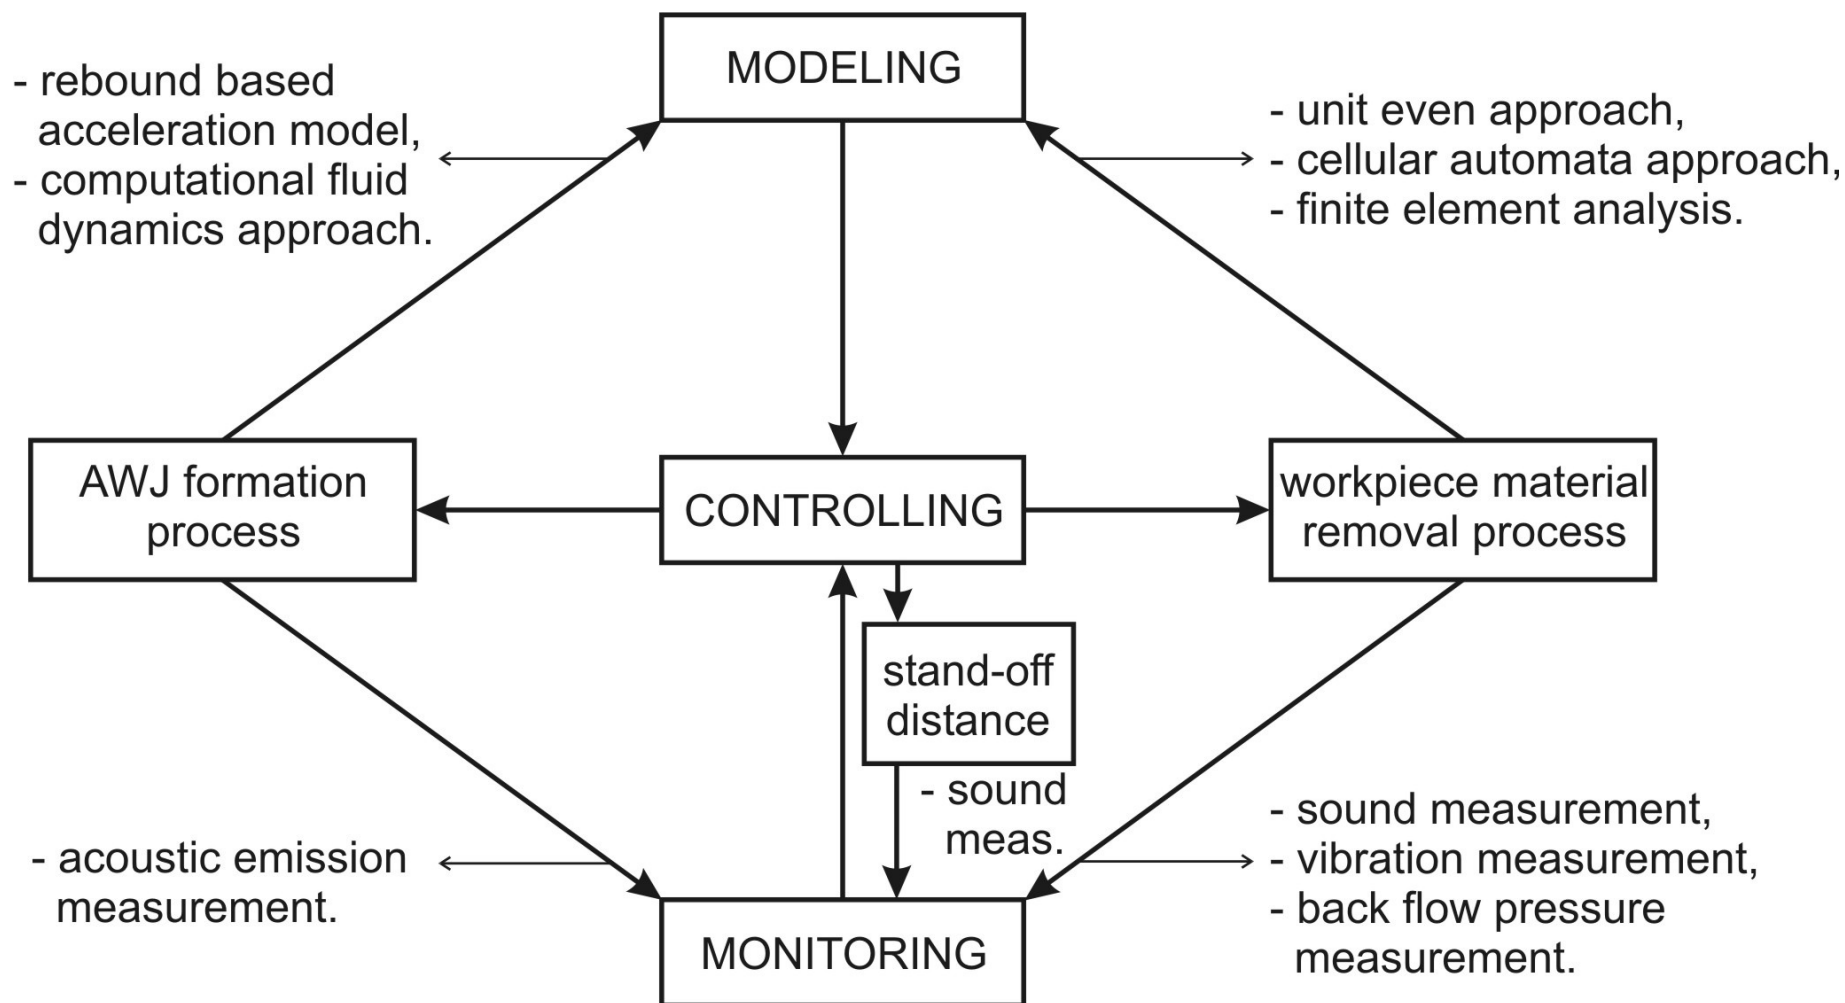 MODELING
- rebound based
acceleration model,
- computational fluid
dynamics approach.
- unit even approach,
- cellular automata approach,
- finite element analysis.
AWJ formation
process
CONTROLLING
workpiece material
removal process
stand-off
distance
- sound
meas.
- acoustic emission
measurement.
- sound measurement,
- vibration measurement,
- back flow pressure
measurement.
MONITORING